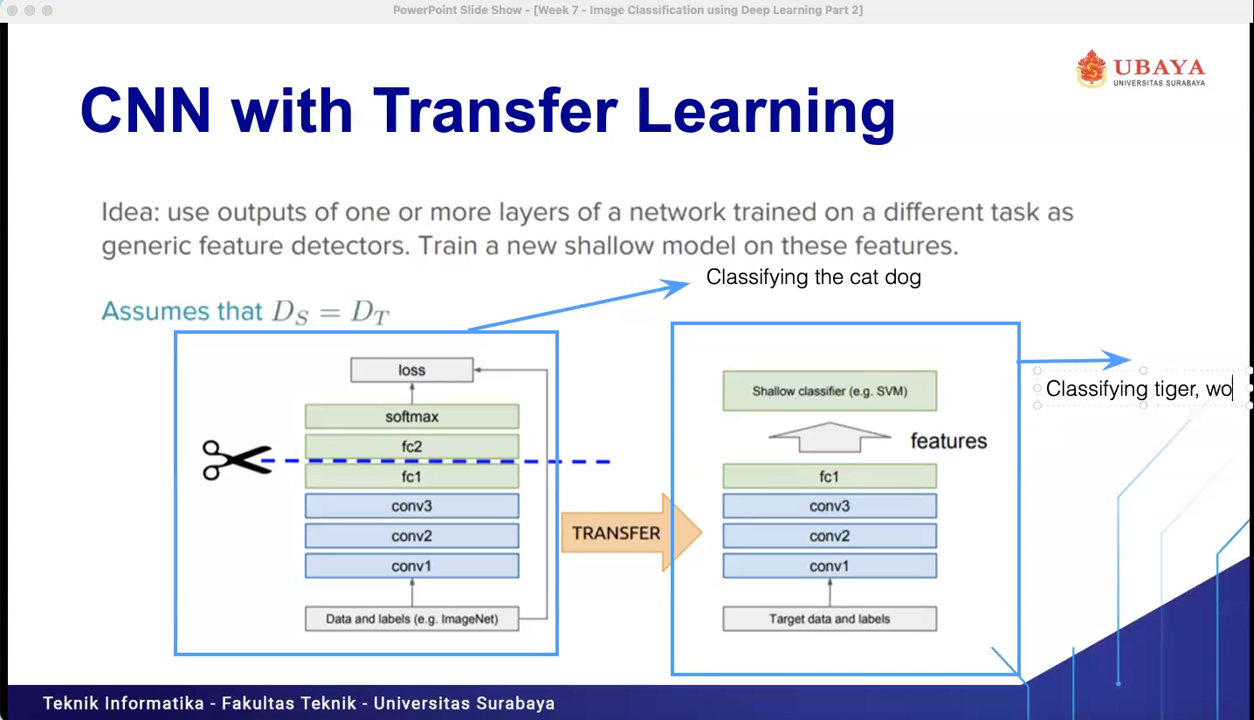 PowerPoint Slide Show - [Week 7 - Image Classification using Deep Learning Part 2]
UBAYA
UNIVERSITAS SURABAYA
CNN with Transfer Learning
Idea: use outputs of one or more layers of a network trained on a different task as
generic feature detectors. Train a new shallow model on these features.
Classifying the cat dog
Assumes that D_S = D_T
loss
softmax
fc2
fc1
conv3
conv2
conv1
Data and labels (e.g. ImageNet)
TRANSFER
Shallow classifier (e.g. SVM)
features
fc1
conv3
conv2
conv1
Target data and labels
Classifying tiger, wo
Teknik Informatika - Fakultas Teknik - Universitas Surabaya